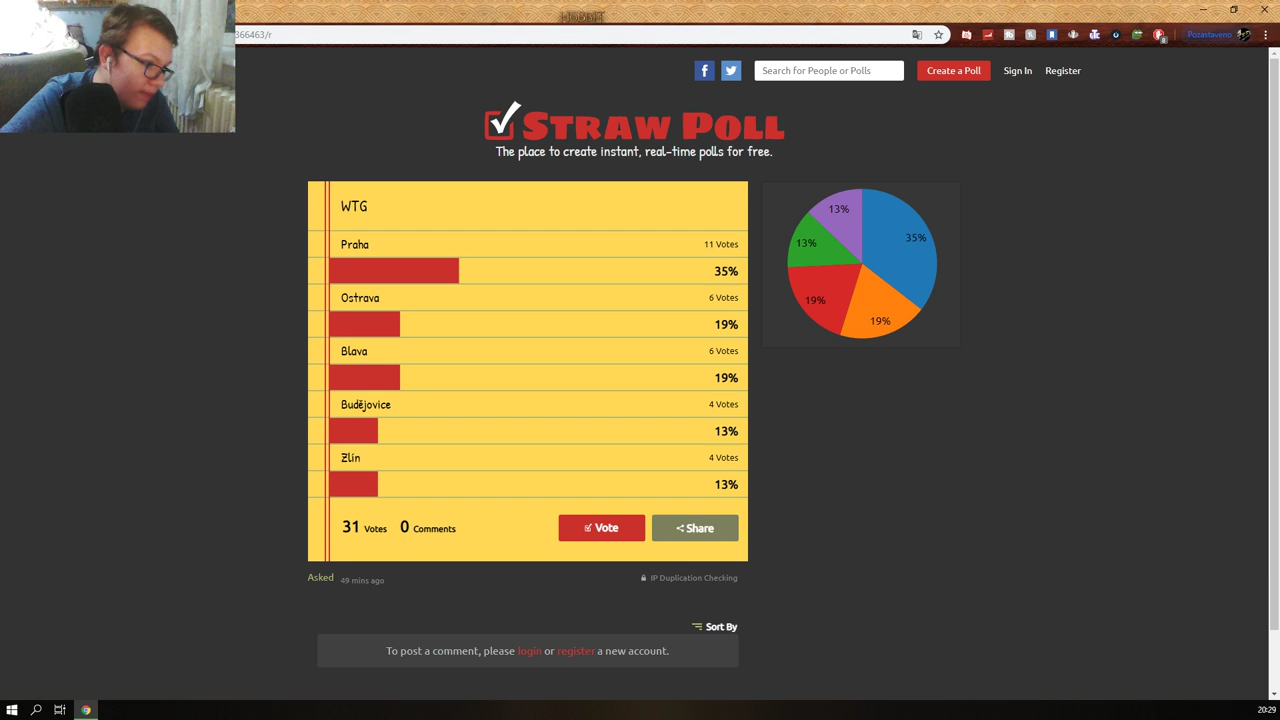 HOBBIT
366463/r
Pozastaveno
Search for People or Polls
Create a Poll
Sign In
Register
STRAW POLL
The place to create instant, real-time polls for free.
WTG
Praha
11 Votes
35%
Ostrava
6 Votes
19%
Blava
6 Votes
19%
Budějovice
4 Votes
13%
Zlín
4 Votes
13%
31 Votes 0 Comments
Vote
Share
35%
19%
19%
13%
13%
Asked 49 mins ago
IP Duplication Checking
Sort By
To post a comment, please login or register a new account.
20:29